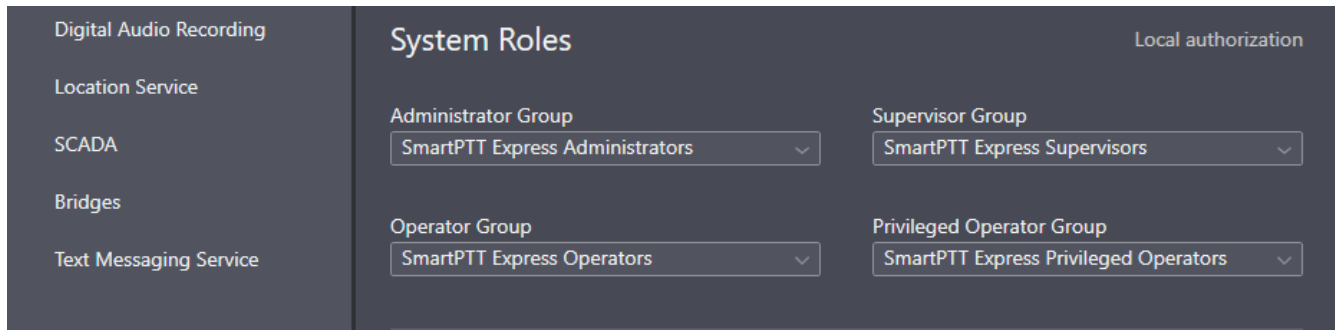 Digital Audio Recording
Location Service
SCADA
Bridges
Text Messaging Service
System Roles
Local authorization
Administrator Group
SmartPTT Express Administrators
Supervisor Group
SmartPTT Express Supervisors
Operator Group
SmartPTT Express Operators
Privileged Operator Group
SmartPTT Express Privileged Operators